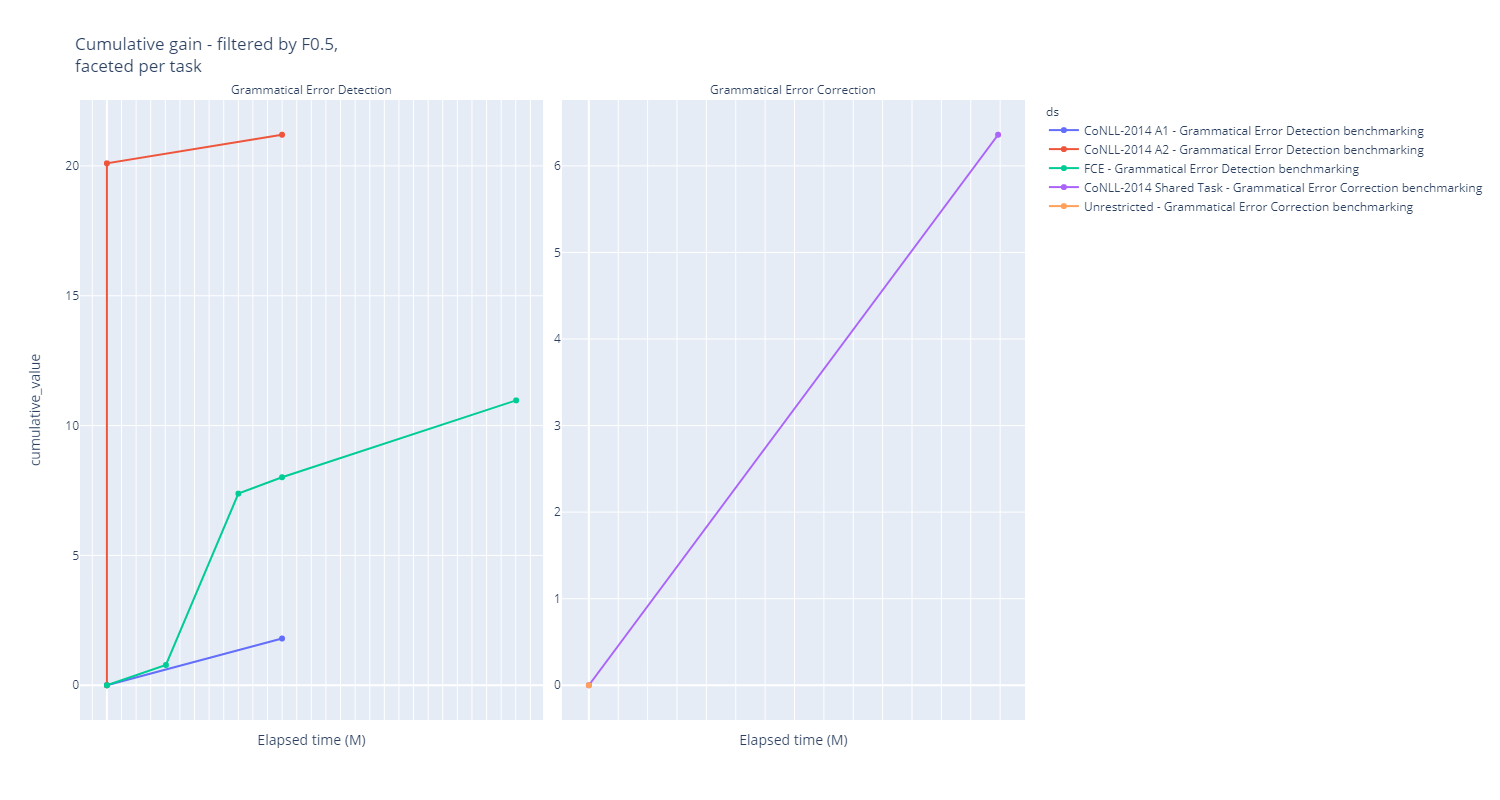 Cumulative gain - filtered by F0.5,
faceted per task
Grammatical Error Detection
Grammatical Error Correction
ds
CoNLL-2014 A1 - Grammatical Error Detection benchmarking
CoNLL-2014 A2 - Grammatical Error Detection benchmarking
FCE - Grammatical Error Detection benchmarking
CoNLL-2014 Shared Task - Grammatical Error Correction benchmarking
Unrestricted - Grammatical Error Correction benchmarking
cumulative_value
20
15
10
5
0
6
5
4
3
2
1
0
Elapsed time (M)
Elapsed time (M)